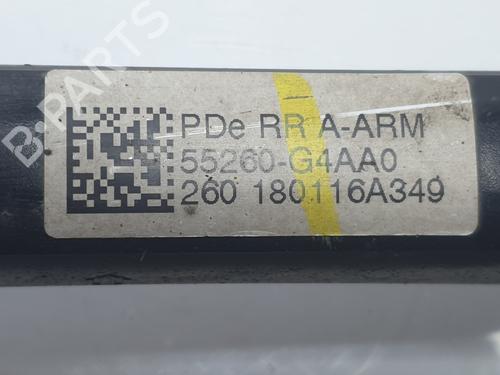 PDe RR A-ARM
55260-G4AA0
260 180116A349
B-PARTS